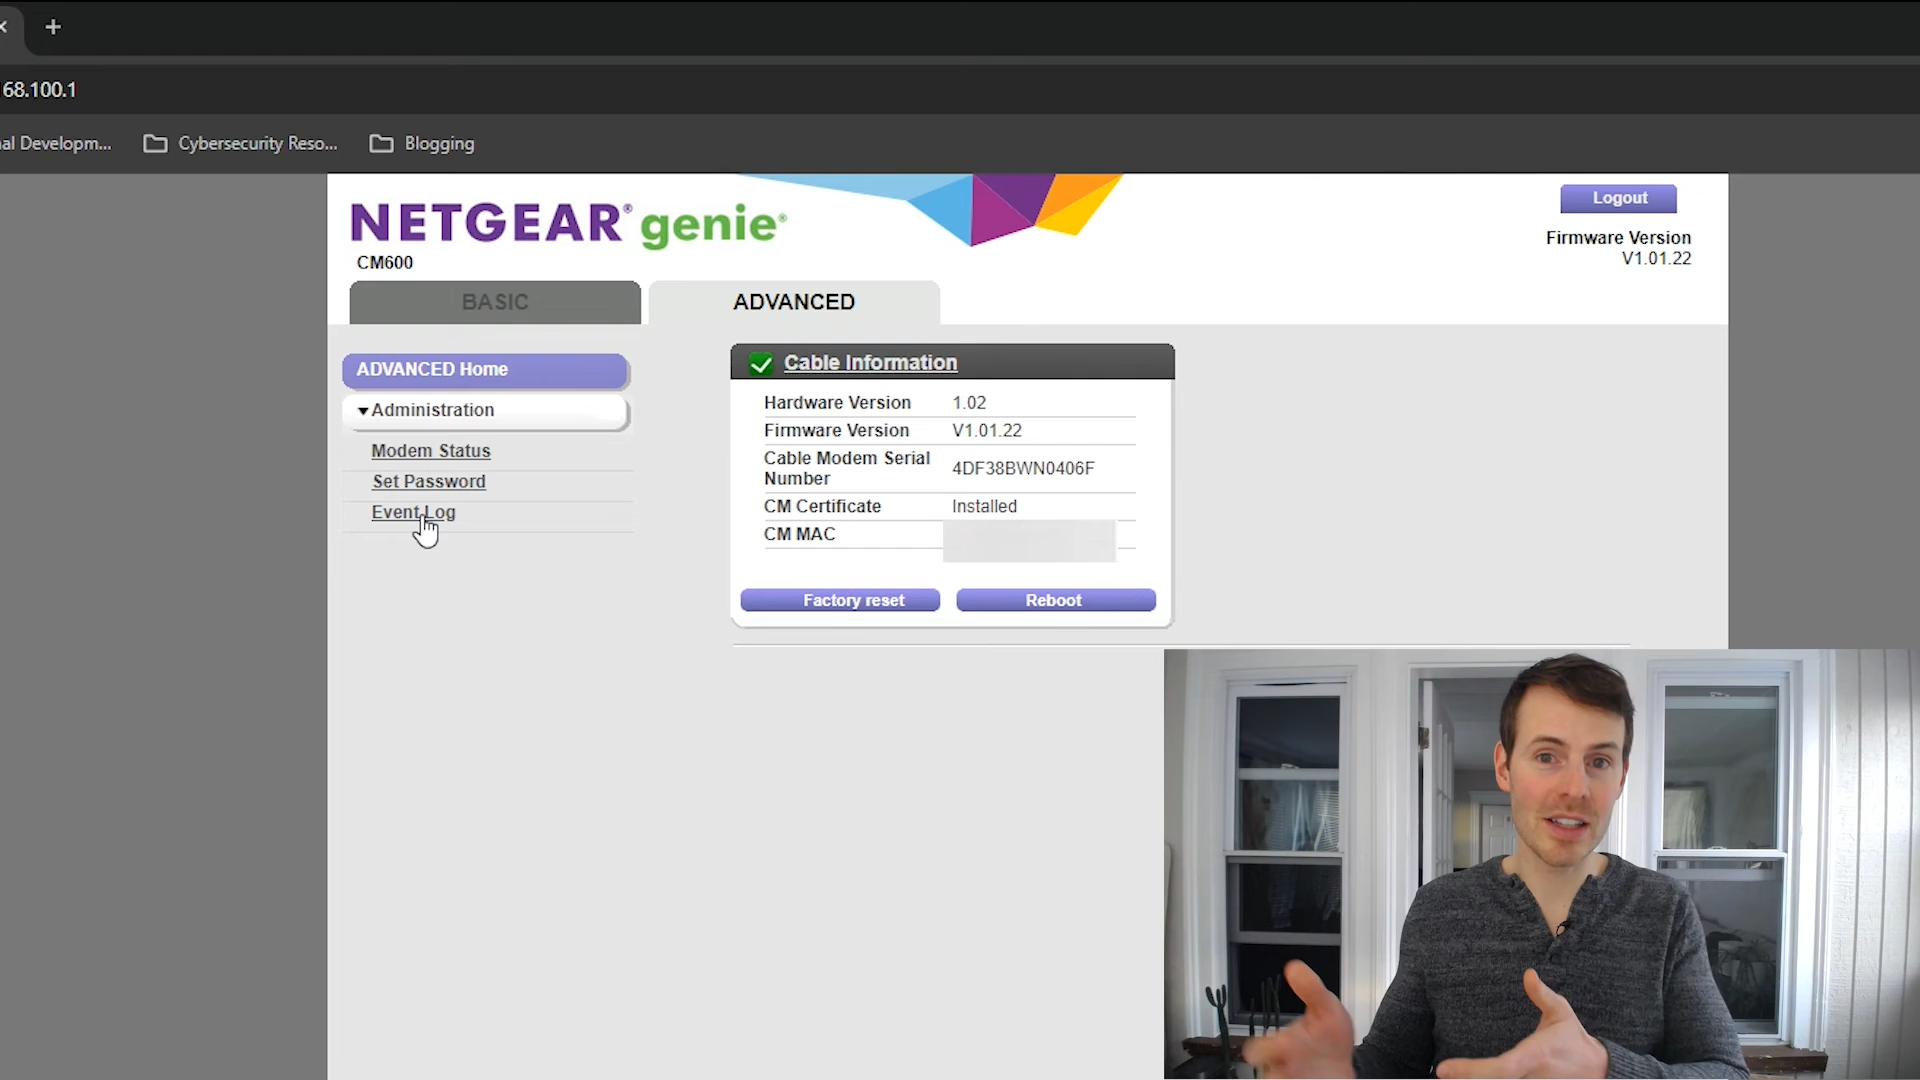 68.100.1
al Developm...
Cybersecurity Reso...
Blogging
NETGEAR® genie®
CM600
Logout
Firmware Version
V1.01.22
BASIC
ADVANCED
ADVANCED Home
▼Administration
Modem Status
Set Password
Event Log
Cable Information
Hardware Version 1.02
Firmware Version V1.01.22
Cable Modem Serial
Number
4DF38BWN0406F
CM Certificate Installed
CM MAC
Factory reset
Reboot